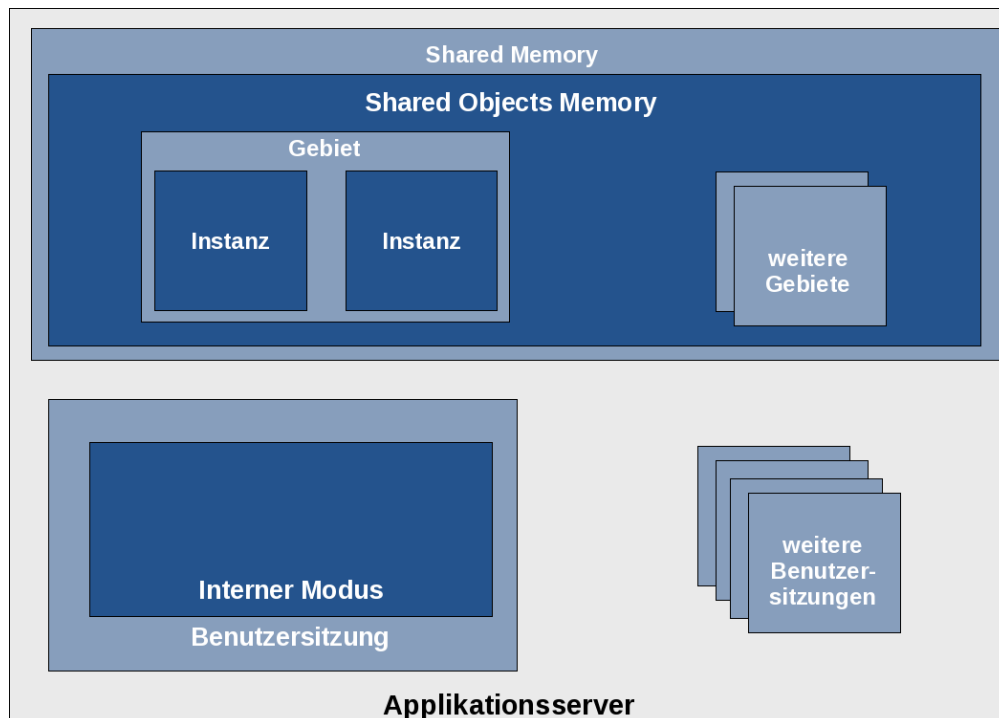 Shared Memory
Shared Objects Memory
Gebiet
Instanz
Instanz
weitere
Gebiete
Interner Modus
Benutzersitzung
weitere
Benutzer-
sitzungen
Applikationsserver